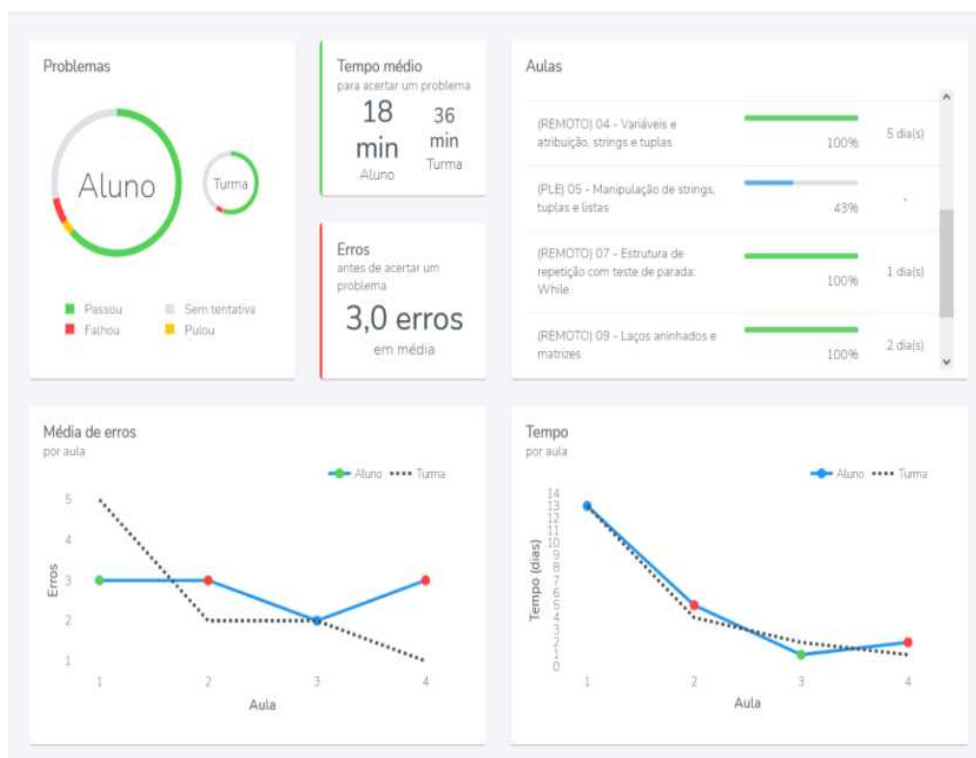 Problemas
Aluno
Turma
Passou
Sem tentativa
Falhou
Pulou
Tempo médio
para acertar um problema
18
min
Aluno
36
min
Turma
Erros
antes de acertar um
problema
3,0 erros
em média
Aulas
(REMOTO) 04 - Variáveis e
atribuição, strings e tuplas
100%
5 dia(s)
(PLE) 05 - Manipulação de strings,
tuplas e listas
43%
-
(REMOTO) 07 - Estrutura de
repetição com teste de parada:
While
100%
1 dia(s)
(REMOTO) 09 - Laços aninhados e
matrizes
100%
2 dia(s)
Média de erros
por aula
Aluno
Turma
5
4
3
2
1
Erros
1
2
3
4
Aula
Tempo
por aula
Aluno
Turma
14
13
12
11
10
9
8
7
6
5
4
3
2
1
0
Tempo (dias)
1
2
3
4
Aula